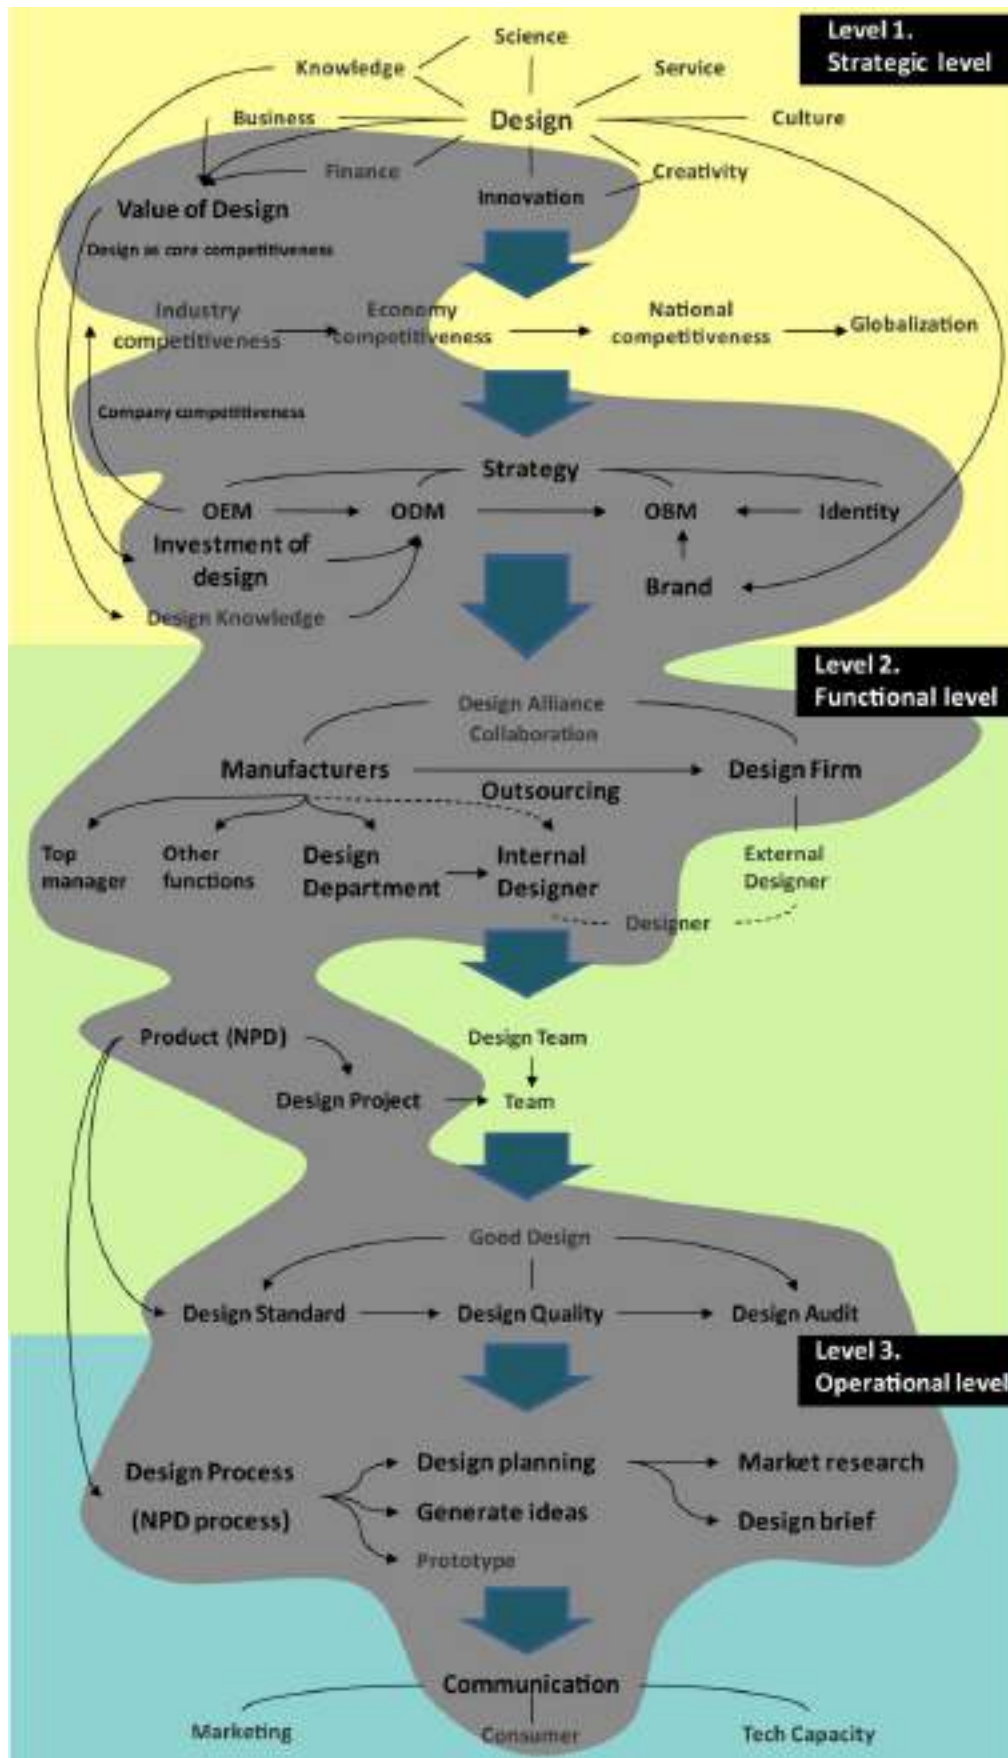 Level 1.
Strategic level
Science
Knowledge
Service
Business
Design
Culture
Finance
Creativity
Innovation
Value of Design
Design as core competitiveness
Industry
competitiveness
Economy
competitiveness
National
competitiveness
Globalization
Company competitiveness
Strategy
OEM
ODM
OBM
Identity
Investment of
design
Brand
Design Knowledge
Level 2.
Functional level
Design Alliance
Collaboration
Manufacturers
Design Firm
Outsourcing
Top
manager
Other
functions
Design
Department
Internal
Designer
External
Designer
Designer
Product (NPD)
Design Team
Design Project
Team
Good Design
Design Standard
Design Quality
Design Audit
Level 3.
Operational level
Design Process
(NPD process)
Design planning
Market research
Generate ideas
Design brief
Prototype
Communication
Marketing
Consumer
Tech Capacity